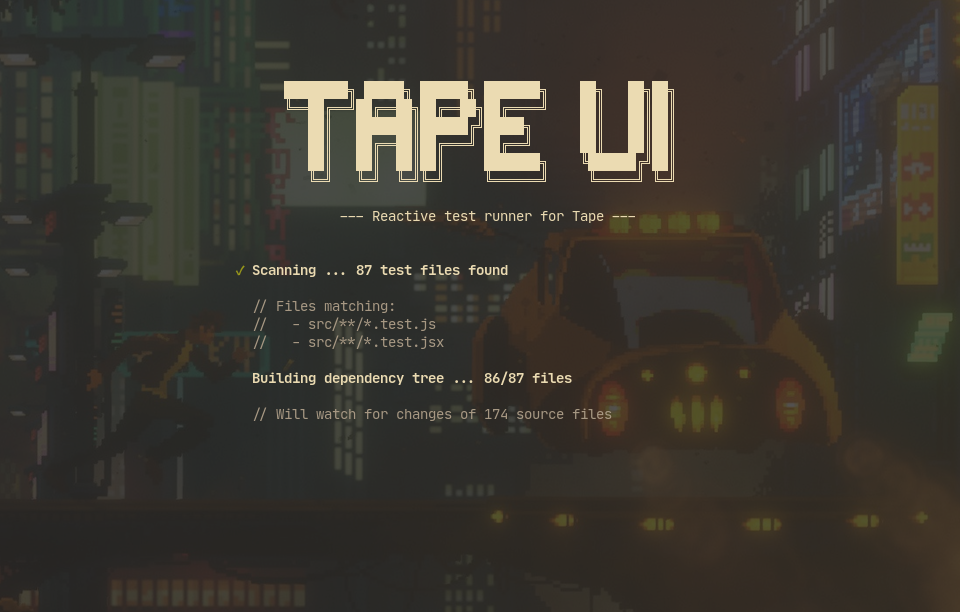 TAPE UI
--- Reactive test runner for Tape ---
✓ Scanning ... 87 test files found
// Files matching:
//   - src/**/*.test.js
//   - src/**/*.test.jsx
Building dependency tree ... 86/87 files
// Will watch for changes of 174 source files